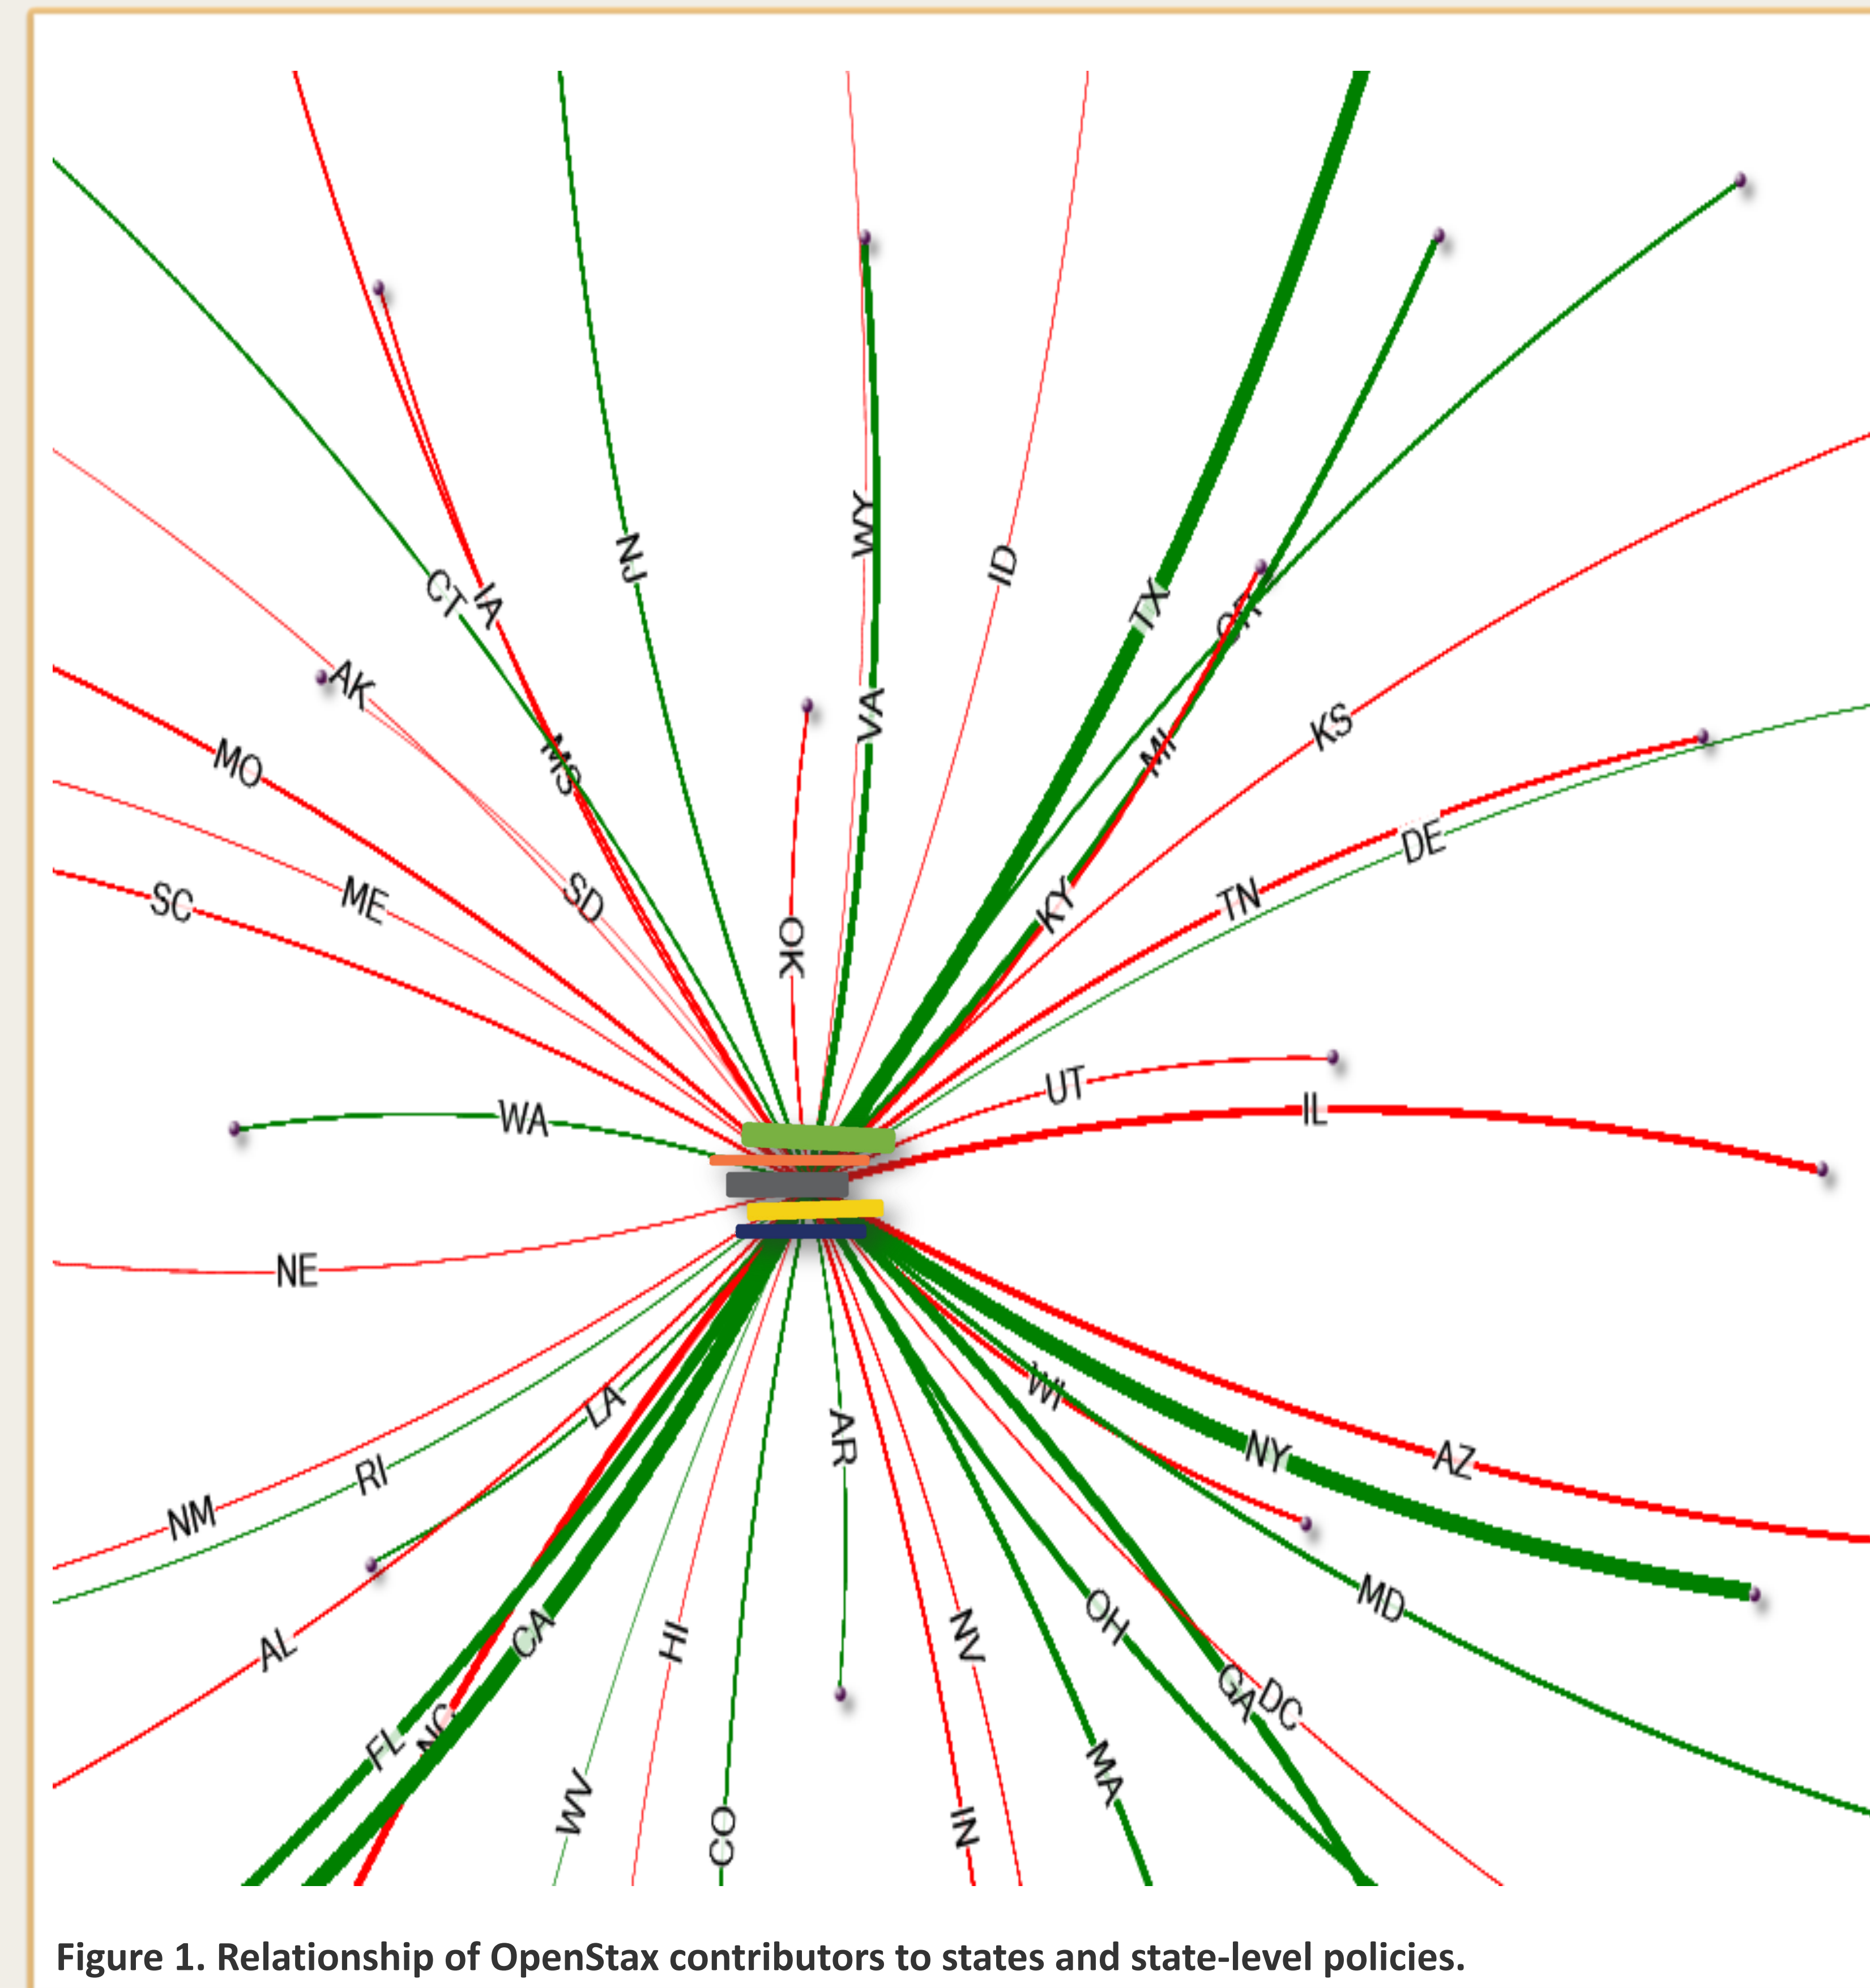 WY
NJ
ID
CT
IA
TX
AK
VA
MO
MS
MI
KS
ME
SD
KY
TN
DE
SC
OK
WA
UT
IL
NE
LA
AR
WI
NY
AZ
NM
RI
AL
CA
HI
NV
OH
MD
FL
NC
WV
CO
IN
MA
GA
DC
Figure 1. Relationship of OpenStax contributors to states and state-level policies.